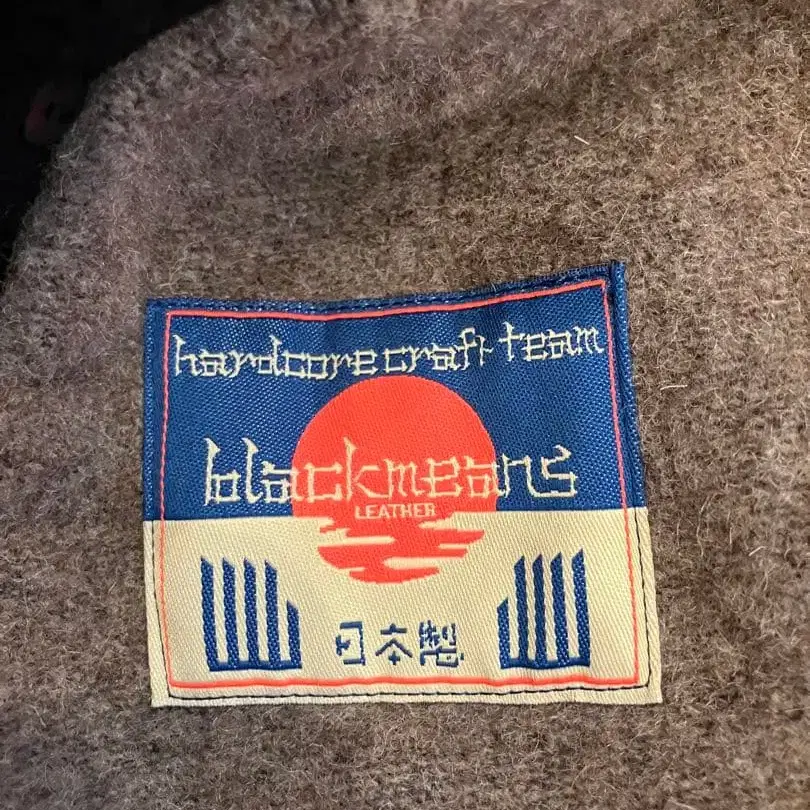 hardcore craft team
blackmeans
LEATHER
日本製